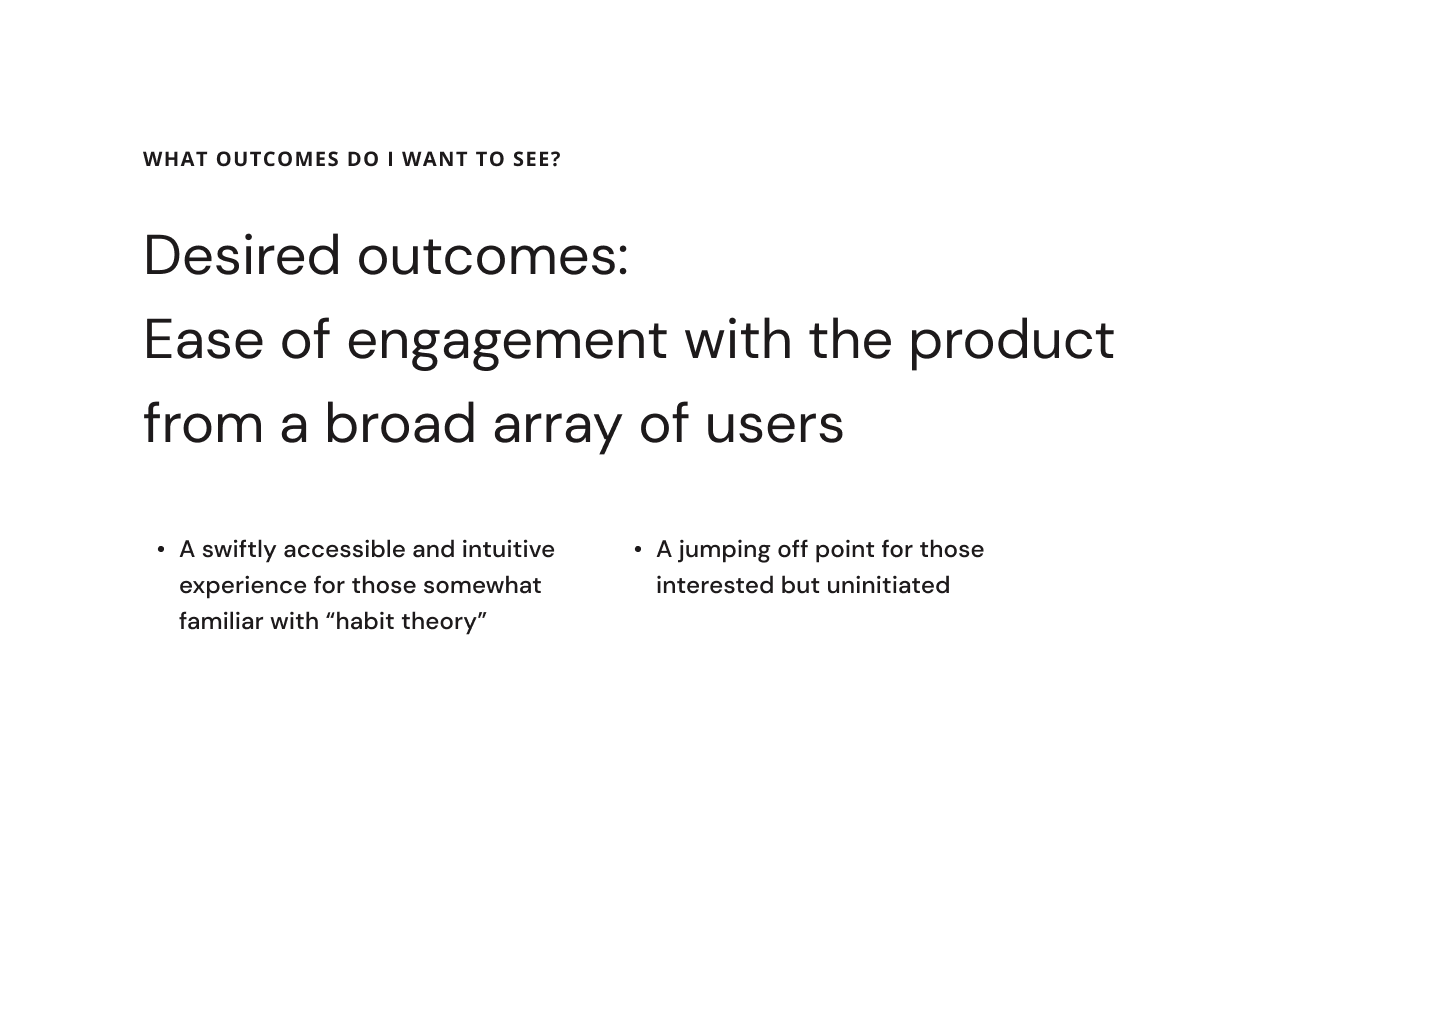 WHAT OUTCOMES DO I WANT TO SEE?
Desired outcomes:
Ease of engagement with the product
from a broad array of users
• A swiftly accessible and intuitive
experience for those somewhat
familiar with “habit theory”
• A jumping off point for those
interested but uninitiated